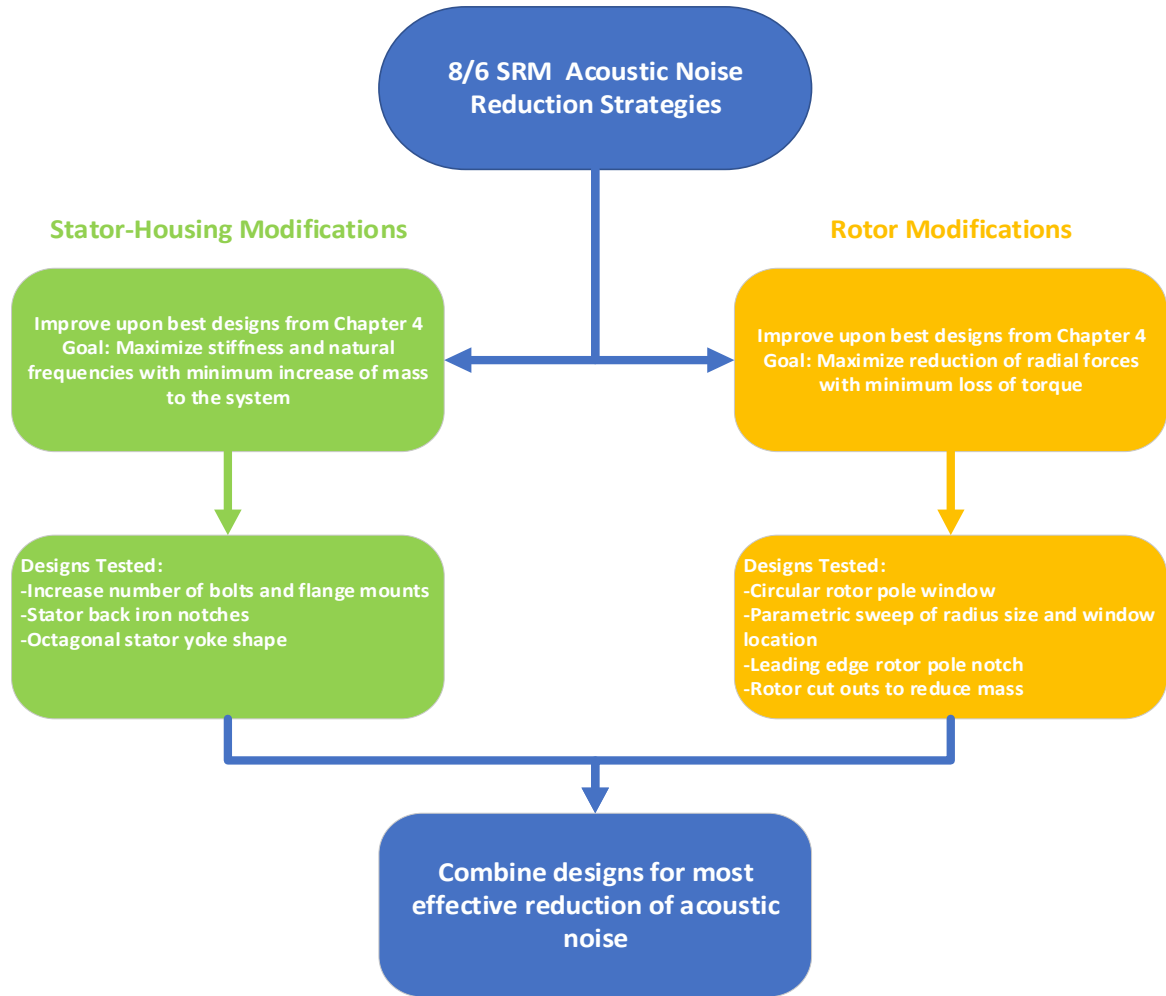 8/6 SRM  Acoustic Noise
Reduction Strategies
Stator-Housing Modifications
Rotor Modifications
Improve upon best designs from Chapter 4
Goal: Maximize stiffness and natural
frequencies with minimum increase of mass
to the system
Improve upon best designs from Chapter 4
Goal: Maximize reduction of radial forces
with minimum loss of torque
Designs Tested:
-Increase number of bolts and flange mounts
-Stator back iron notches
-Octagonal stator yoke shape
Designs Tested:
-Circular rotor pole window
-Parametric sweep of radius size and window
location
-Leading edge rotor pole notch
-Rotor cut outs to reduce mass
Combine designs for most
effective reduction of acoustic
noise